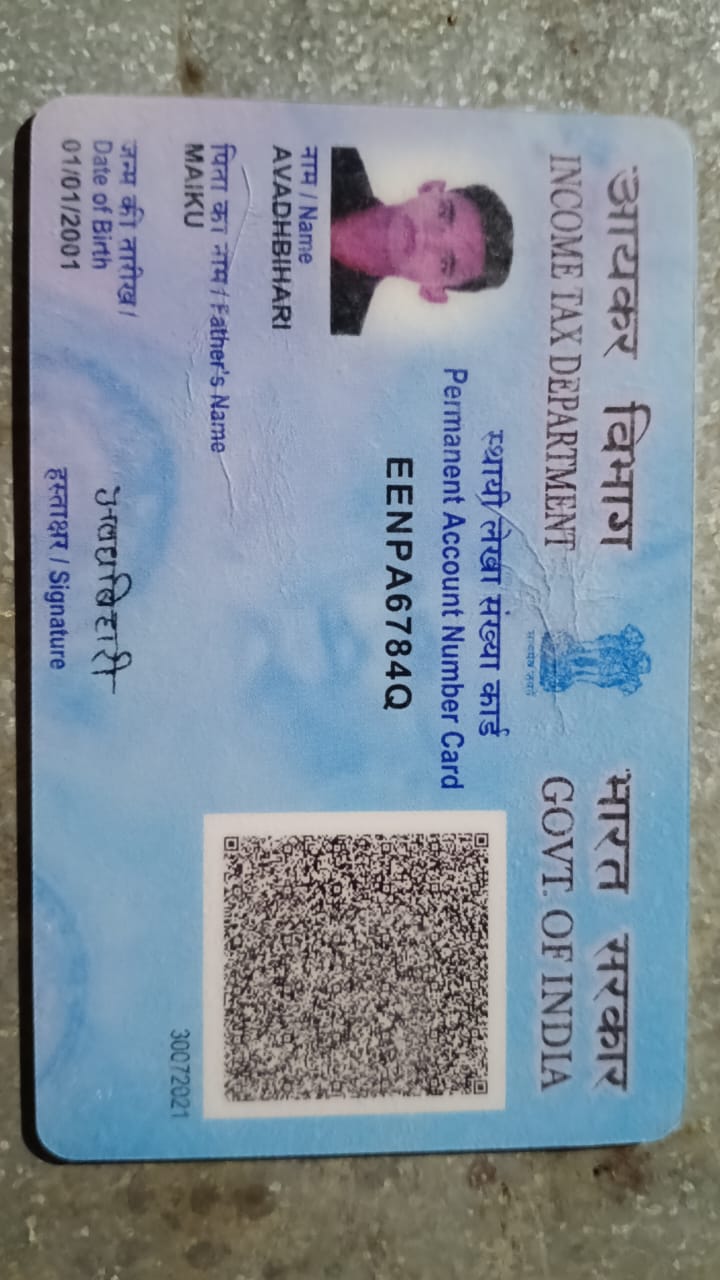 आयकर विभाग
INCOME TAX DEPARTMENT
भारत सरकार
GOVT. OF INDIA
सत्यमेव जयते
स्थायी लेखा संख्या कार्ड
Permanent Account Number Card
EENPA6784Q
नाम / Name
AVADHBIHARI
पिता का नाम / Father's Name
MAIKU
जन्म की तारीख /
Date of Birth
01/01/2001
हस्ताक्षर / Signature
30072021